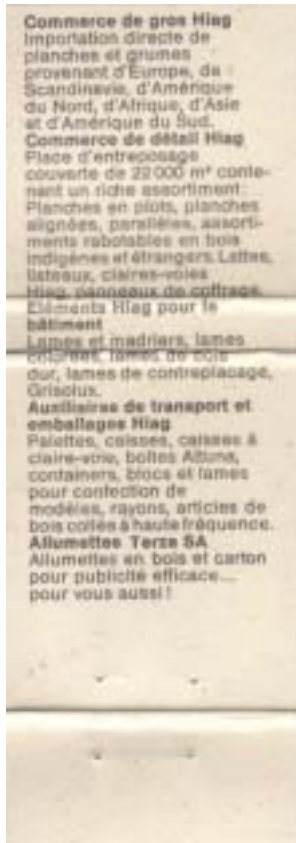 Commerce de gros Hiag
Importation directe de
planches et grumes
provenant d'Europe, de
Scandinavie, d'Amérique
du Nord, d'Afrique, d'Asie
et d'Amérique du Sud.
Commerce de détail Hiag
Place d'entreposage
couverte de 22 000 m² conte-
nant un riche assortiment:
Planches en plots, planches
alignées, parallèles, assorti-
ments rabotables en bois
indigènes et étrangers. Lattes,
liteaux, claires-voies
Hiag, panneaux de coffrage.
Eléments Hiag pour le
bâtiment
Lames et madriers, lames
colorées, lames de bois
dur, lames de contreplacage,
Grisolux.
Auxiliaires de transport et
emballages Hiag
Palettes, caisses, caisses à
claire-voie, boîtes Altuna,
containers, blocs et lames
pour confection de
modèles, rayons, articles de
bois collés à haute fréquence.
Allumettes Terza SA
Allumettes en bois et carton
pour publicité efficace...
pour vous aussi!